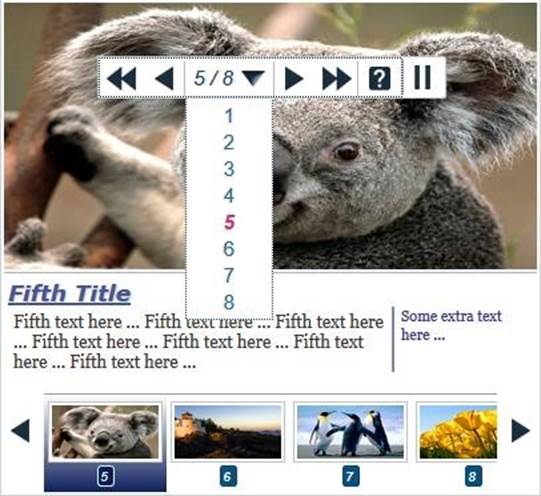 5 / 8
?
1
2
3
4
5
6
7
8
Fifth Title
Fifth text here ... Fifth text here ... Fifth text here
... Fifth text here ... Fifth text here ... Fifth text
here ... Fifth text here ...
Some extra text
here ...
5
6
7
8